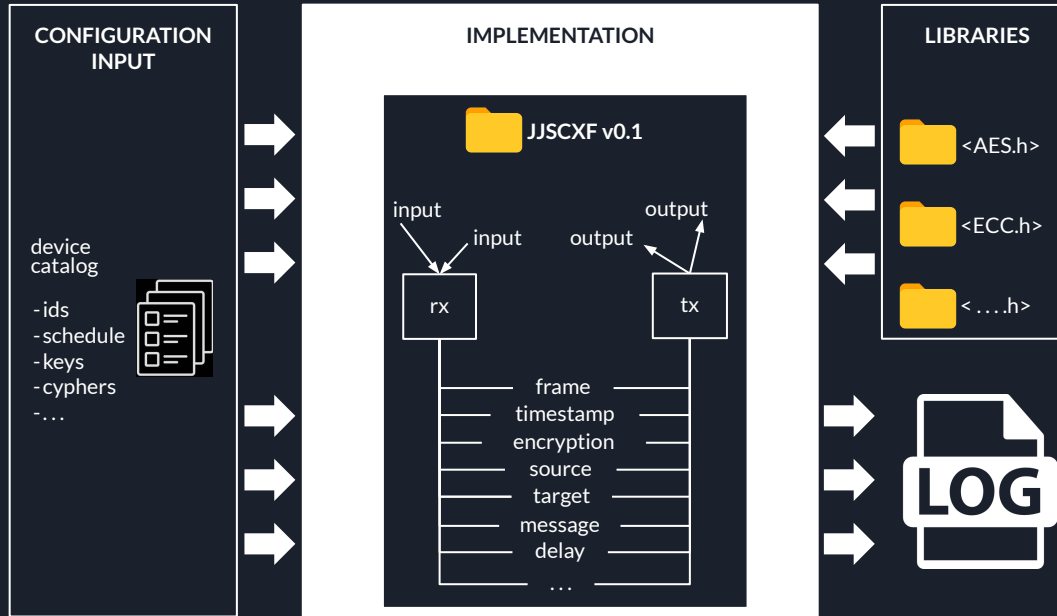 CONFIGURATION
INPUT
device
catalog
-ids
-schedule
-keys
-cyphers
-...
IMPLEMENTATION
JJSCXF v0.1
input
input
output
output
rx
tx
frame
timestamp
encryption
source
target
message
delay
...
LIBRARIES
<AES.h>
<ECC.h>
<....h>
LOG